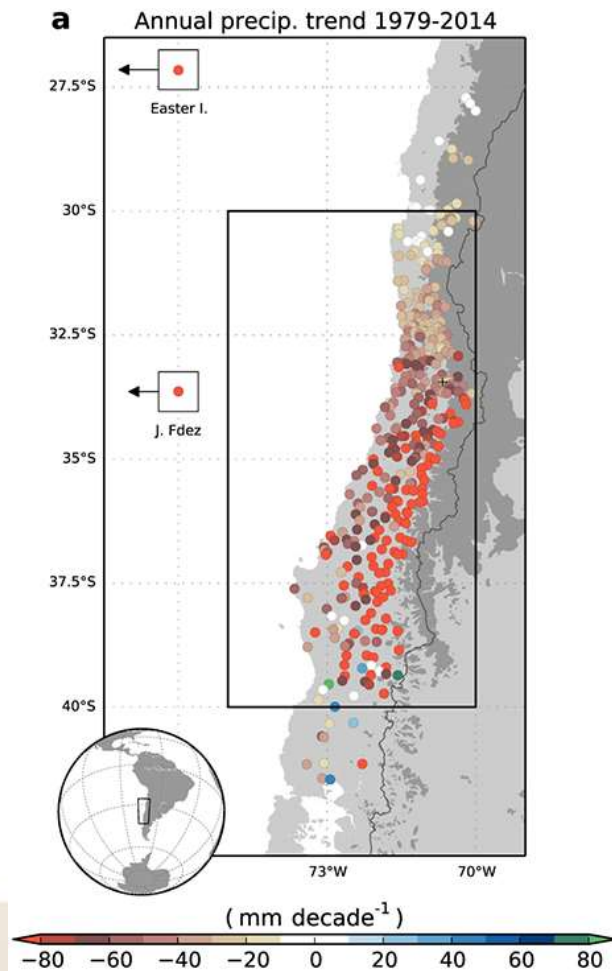 a Annual precip. trend 1979-2014
27.5°S
Easter I.
30°S
32.5°S
J. Fdez
35°S
37.5°S
40°S
73°W 70°W
( mm decade⁻¹ )
−80 −60 −40 −20 0 20 40 60 80